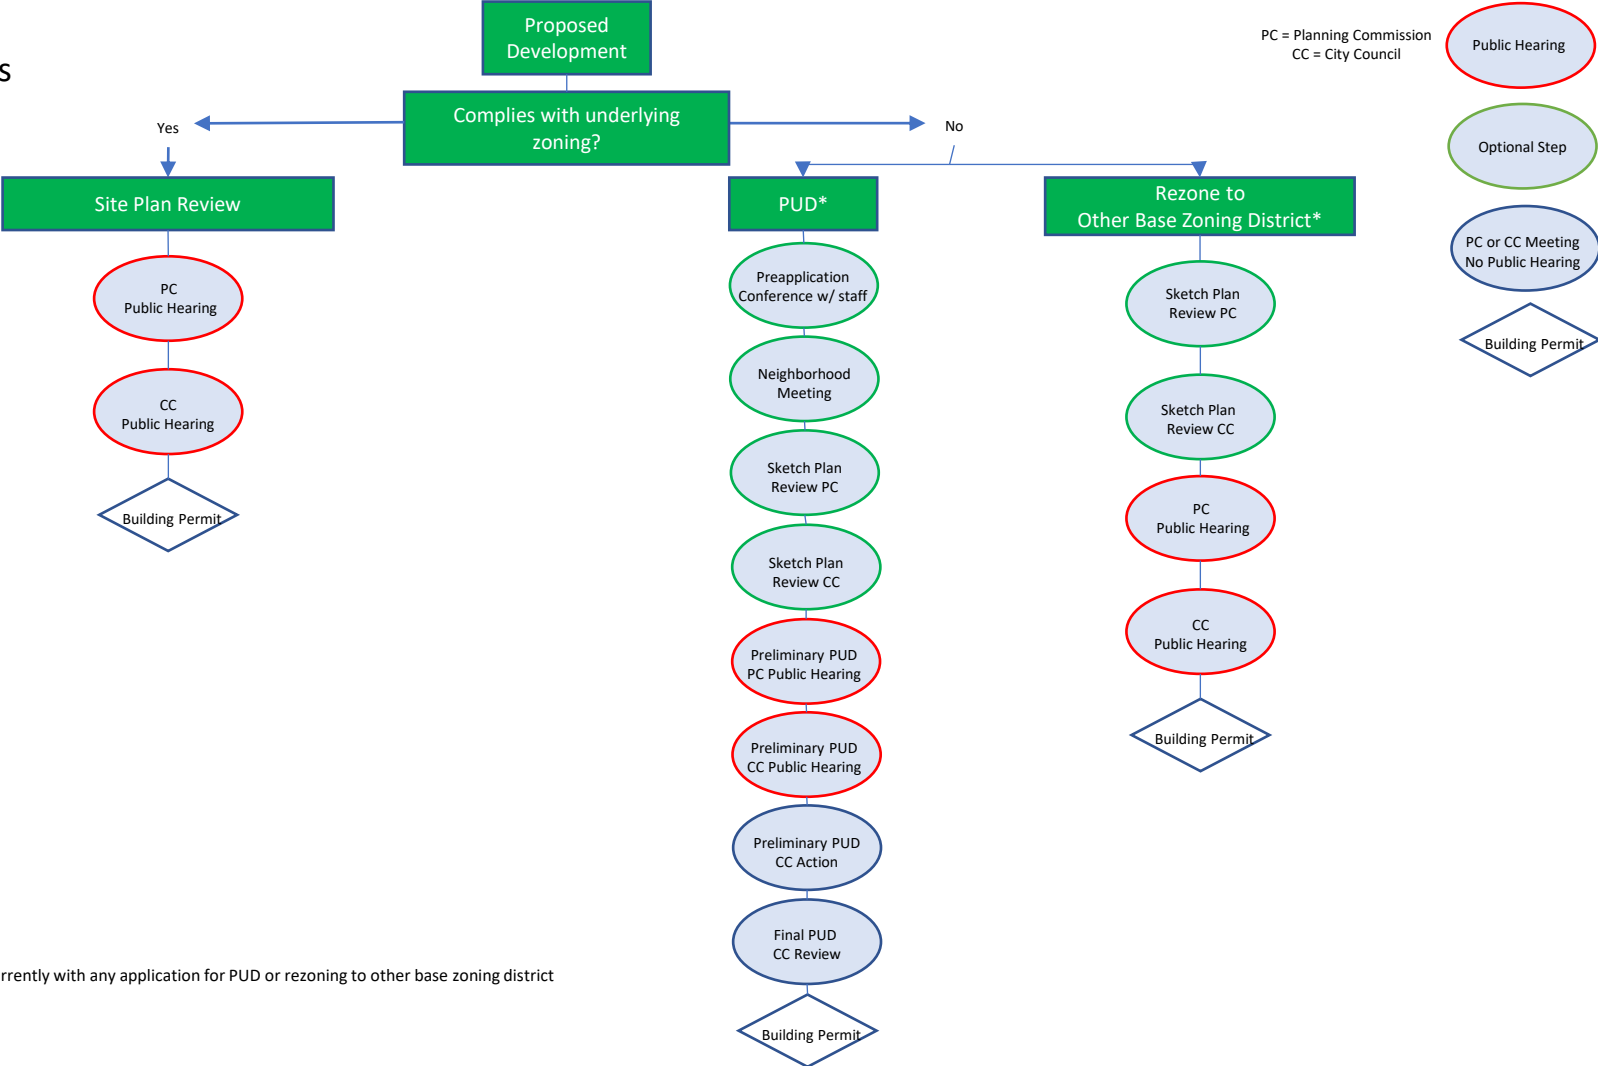 s
Proposed
Development
PC = Planning Commission
CC = City Council
Public Hearing
Complies with underlying
zoning?
Yes
No
Optional Step
Site Plan Review
PUD*
Rezone to
Other Base Zoning District*
PC or CC Meeting
No Public Hearing
Building Permit
PC
Public Hearing
CC
Public Hearing
Building Permit
Preapplication
Conference w/ staff
Neighborhood
Meeting
Sketch Plan
Review PC
Sketch Plan
Review CC
Preliminary PUD
PC Public Hearing
Preliminary PUD
CC Public Hearing
Preliminary PUD
CC Action
Final PUD
CC Review
Building Permit
Sketch Plan
Review PC
Sketch Plan
Review CC
PC
Public Hearing
CC
Public Hearing
Building Permit
rrently with any application for PUD or rezoning to other base zoning district